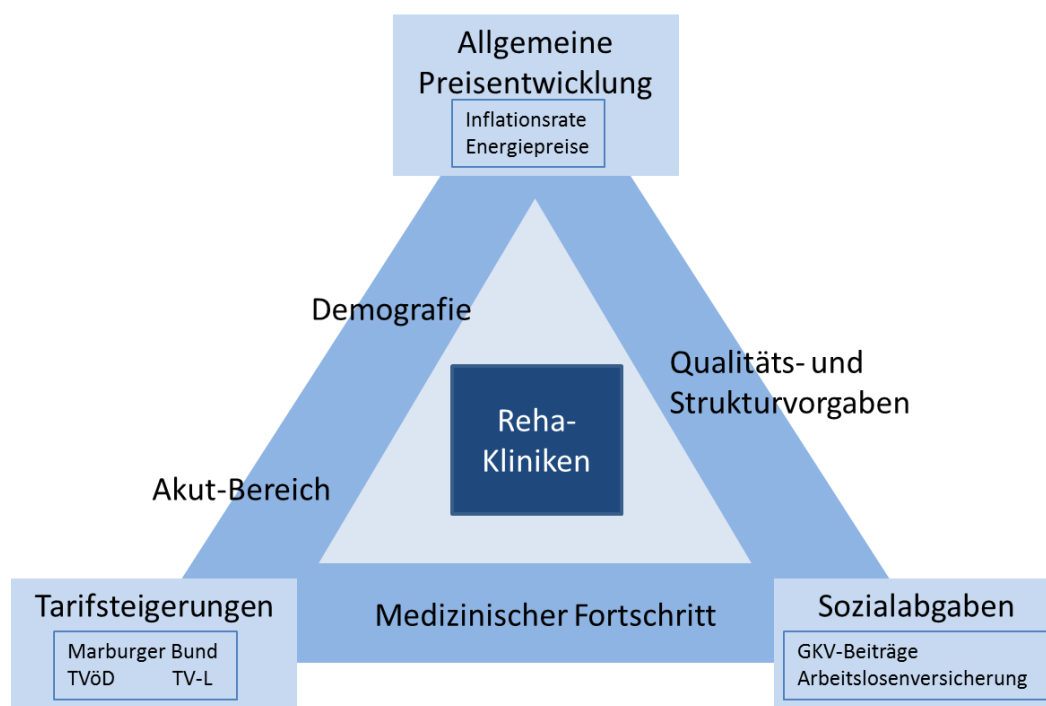 Allgemeine
Preisentwicklung
Inflationsrate
Energiepreise
Demografie
Qualitäts- und
Strukturvorgaben
Reha-
Kliniken
Akut-Bereich
Tarifsteigerungen
Marburger Bund
TVöD TV-L
Medizinischer Fortschritt
Sozialabgaben
GKV-Beiträge
Arbeitslosenversicherung